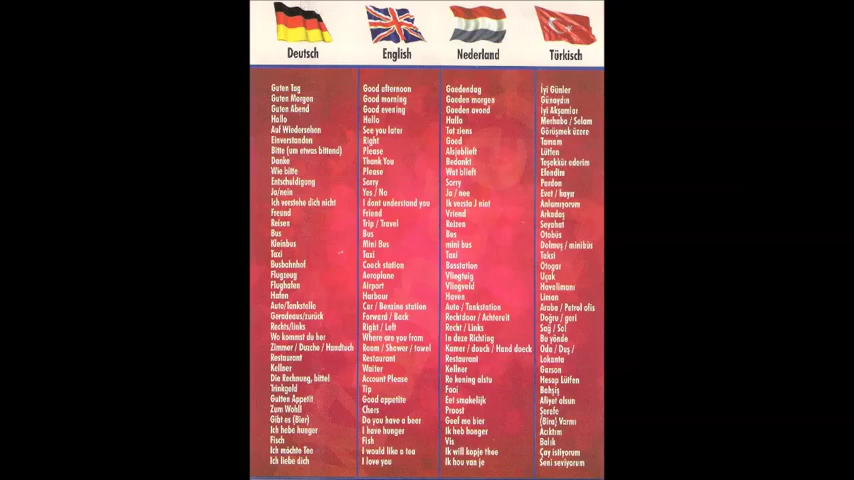 Deutsch English Nederland Türkisch
Guten Tag Good afternoon Goedendag İyi Günler
Guten Morgen Good morning Goeden morgen Günaydın
Guten Abend Good evening Goeden avond İyi Akşamlar
Hallo Hello Hallo Merhaba / Selam
Auf Wiedersehen See you later Tot ziens Görüşmek üzere
Einverstanden Right Goed Tamam
Bitte (um etwas bittend) Please Alsjeblieft Lütfen
Danke Thank You Bedankt Teşekkür ederim
Wie bitte Please Wat blieft Efendim
Entschuldigung Sorry Sorry Pardon
Ja/nein Yes / No Ja / nee Evet / hayır
Ich verstehe dich nicht I dont understand you Ik versta J niet Anlamıyorum
Freund Friend Vriend Arkadaş
Reisen Trip / Travel Reizen Seyahat
Bus Bus Bus Otobüs
Kleinbus Mini Bus mini bus Dolmuş / minibüs
Taxi Taxi Taxi Taksi
Busbahnhof Coach station Busstation Otogar
Flugzeug Aeroplane Vliegtuig Uçak
Flughafen Airport Vliegveld Havalimanı
Hafen Harbour Haven Liman
Auto/Tankstelle Car / Benzine station Auto / Tankstation Araba / Petrol ofis
Geradeaus/zurück Forward / Back Rechtdoor / Achteruit Doğru / geri
Rechts/links Right / Left Recht / Links Sağ / Sol
Wo kommst du her Where are you from In deze Richting Bu yönde
Zimmer / Dusche / Handtuch Room / Shower / towel Kamer / douch / Hand doeck Oda / Duş /
Restaurant Restaurant Restaurant Lokanta
Kellner Waiter Kellner Garson
Die Rechnung, bitte! Account Please Re kening alstu Hesap Lütfen
Trinkgeld Tip Fooi Bahşiş
Guten Appetit Good appetite Eet smakelijk Afiyet olsun
Zum Wohl! Chers Proost Şerefe
Gibt es (Bier) Do you have a beer Geef me bier (Bira) Varmı
Ich habe hunger I have hunger Ik heb honger Acıktım
Fisch Fish Vis Balık
Ich möchte Tee I would like a tea Ik will kopje thee Çay istiyorum
Ich liebe dich I love you Ik hou van je Seni seviyorum